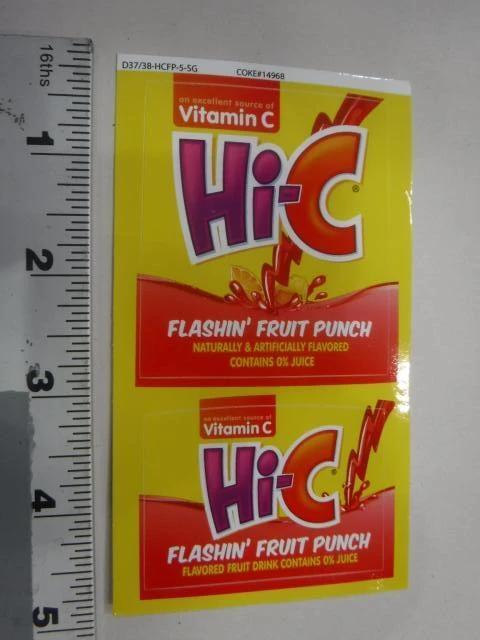 16ths
1
2
3
4
5
D37/38-HCFP-5-SG COKE#14968
an excellent source of
Vitamin C
Hi-C®
FLASHIN' FRUIT PUNCH
NATURALLY & ARTIFICIALLY FLAVORED
CONTAINS 0% JUICE
an excellent source of
Vitamin C
Hi-C®
FLASHIN' FRUIT PUNCH
FLAVORED FRUIT DRINK CONTAINS 0% JUICE